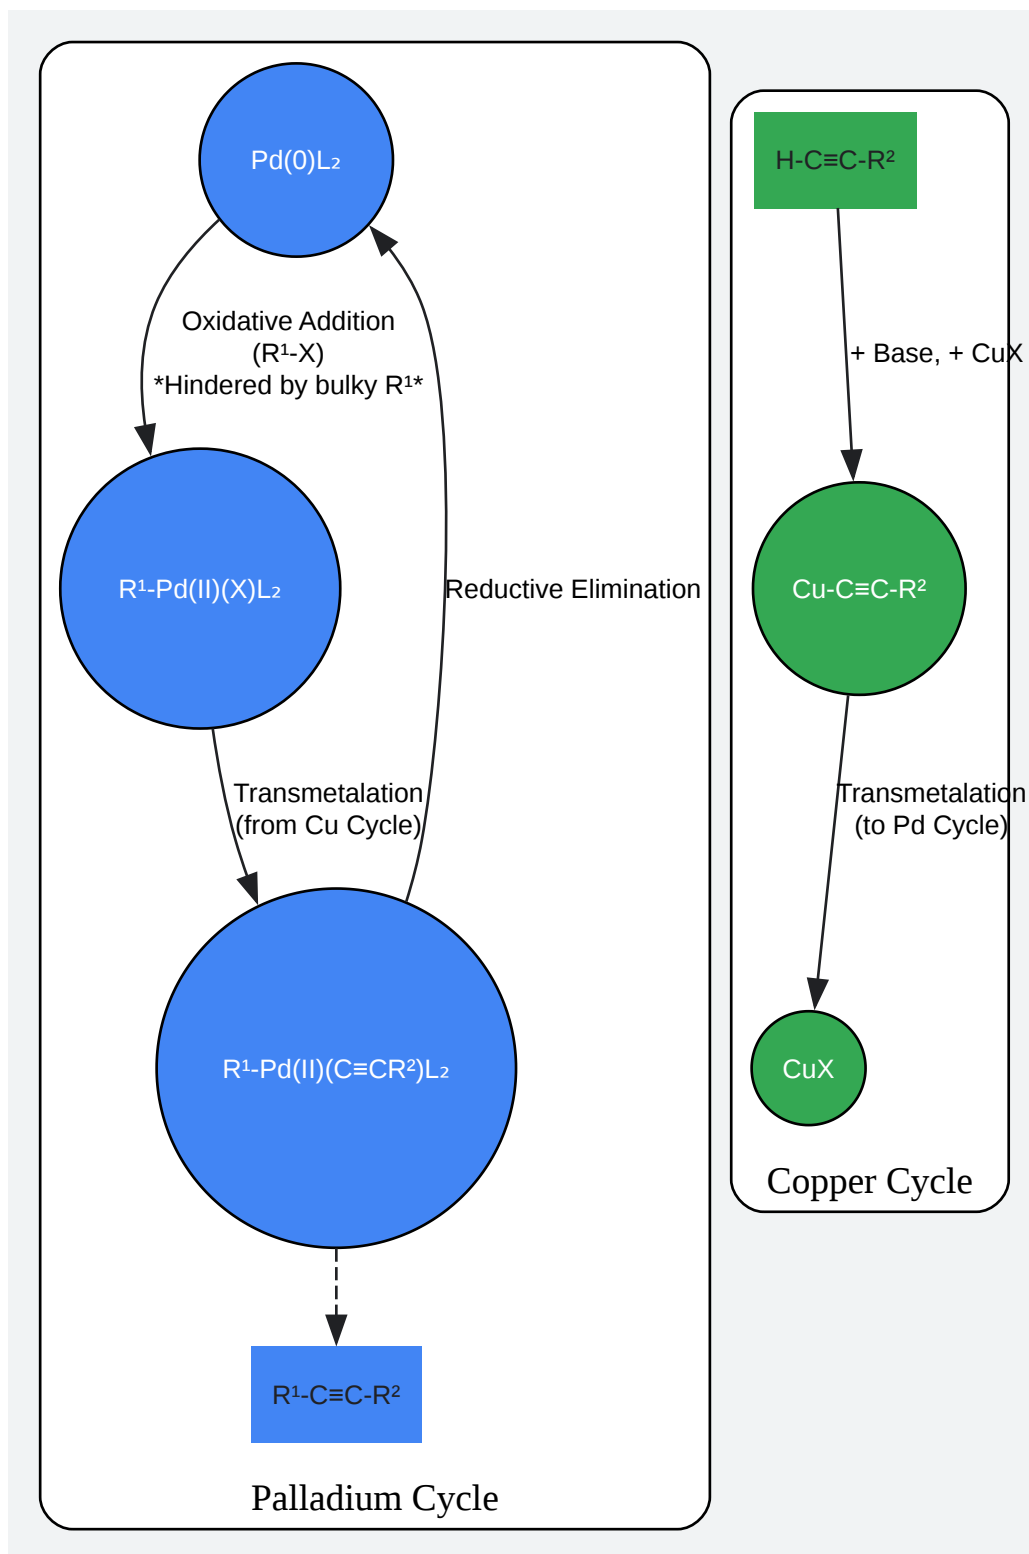 Pd(0)L₂
Oxidative Addition
(R¹-X)
*Hindered by bulky R¹*
R¹-Pd(II)(X)L₂
Reductive Elimination
Transmetalation
(from Cu Cycle)
R¹-Pd(II)(C≡CR²)L₂
R¹-C≡C-R²
Palladium Cycle
H-C≡C-R²
+ Base, + CuX
Cu-C≡C-R²
Transmetalation
(to Pd Cycle)
CuX
Copper Cycle